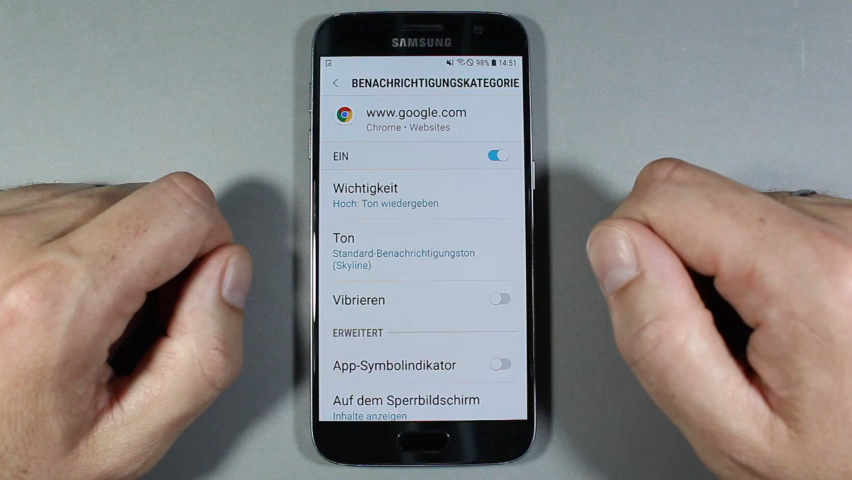 SAMSUNG
98% 14:51
BENACHRICHTIGUNGSKATEGORIE
www.google.com
Chrome • Websites
EIN
Wichtigkeit
Hoch: Ton wiedergeben
Ton
Standard-Benachrichtigungston
(Skyline)
Vibrieren
ERWEITERT
App-Symbolindikator
Auf dem Sperrbildschirm
Inhalte anzeigen